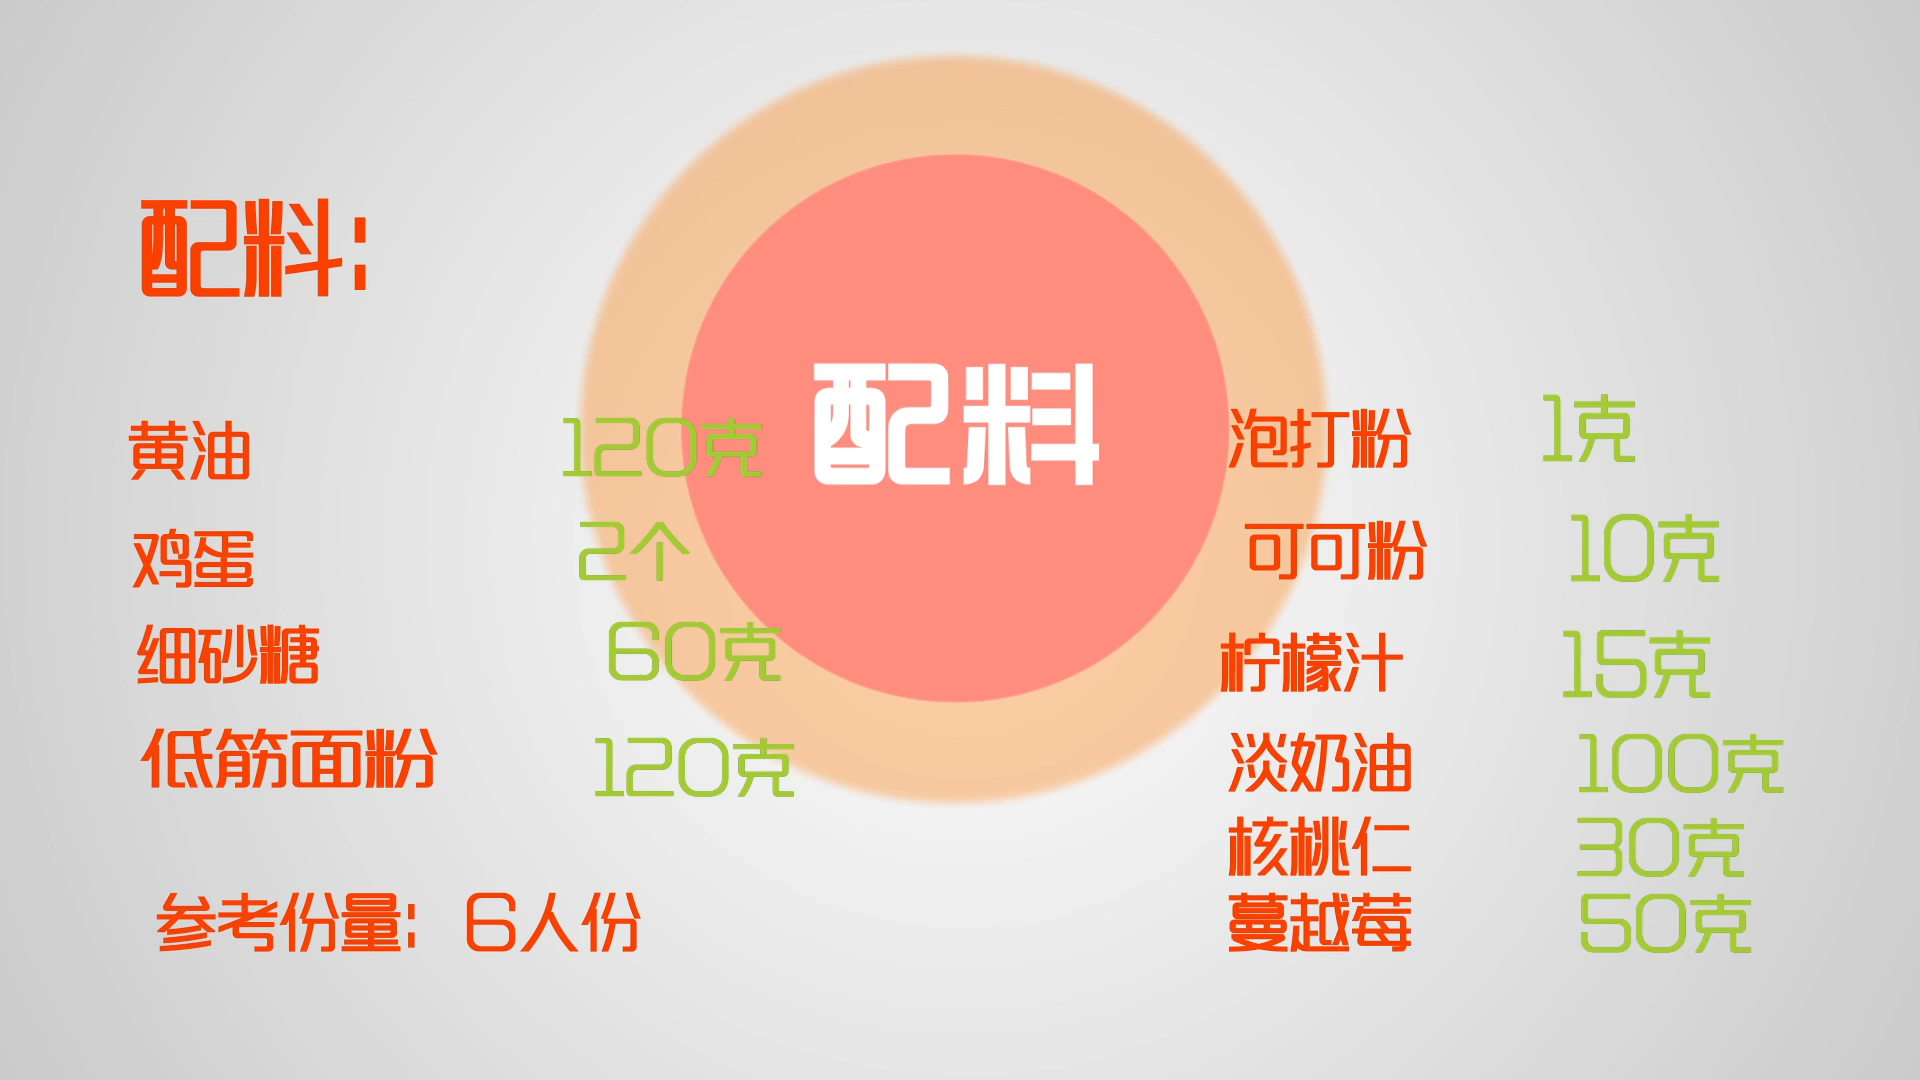 配料:
配料
黄油 120克
鸡蛋 2个
细砂糖 60克
低筋面粉 120克
参考份量: 6人份
泡打粉 1克
可可粉 10克
柠檬汁 15克
淡奶油 100克
核桃仁 30克
蔓越莓 50克